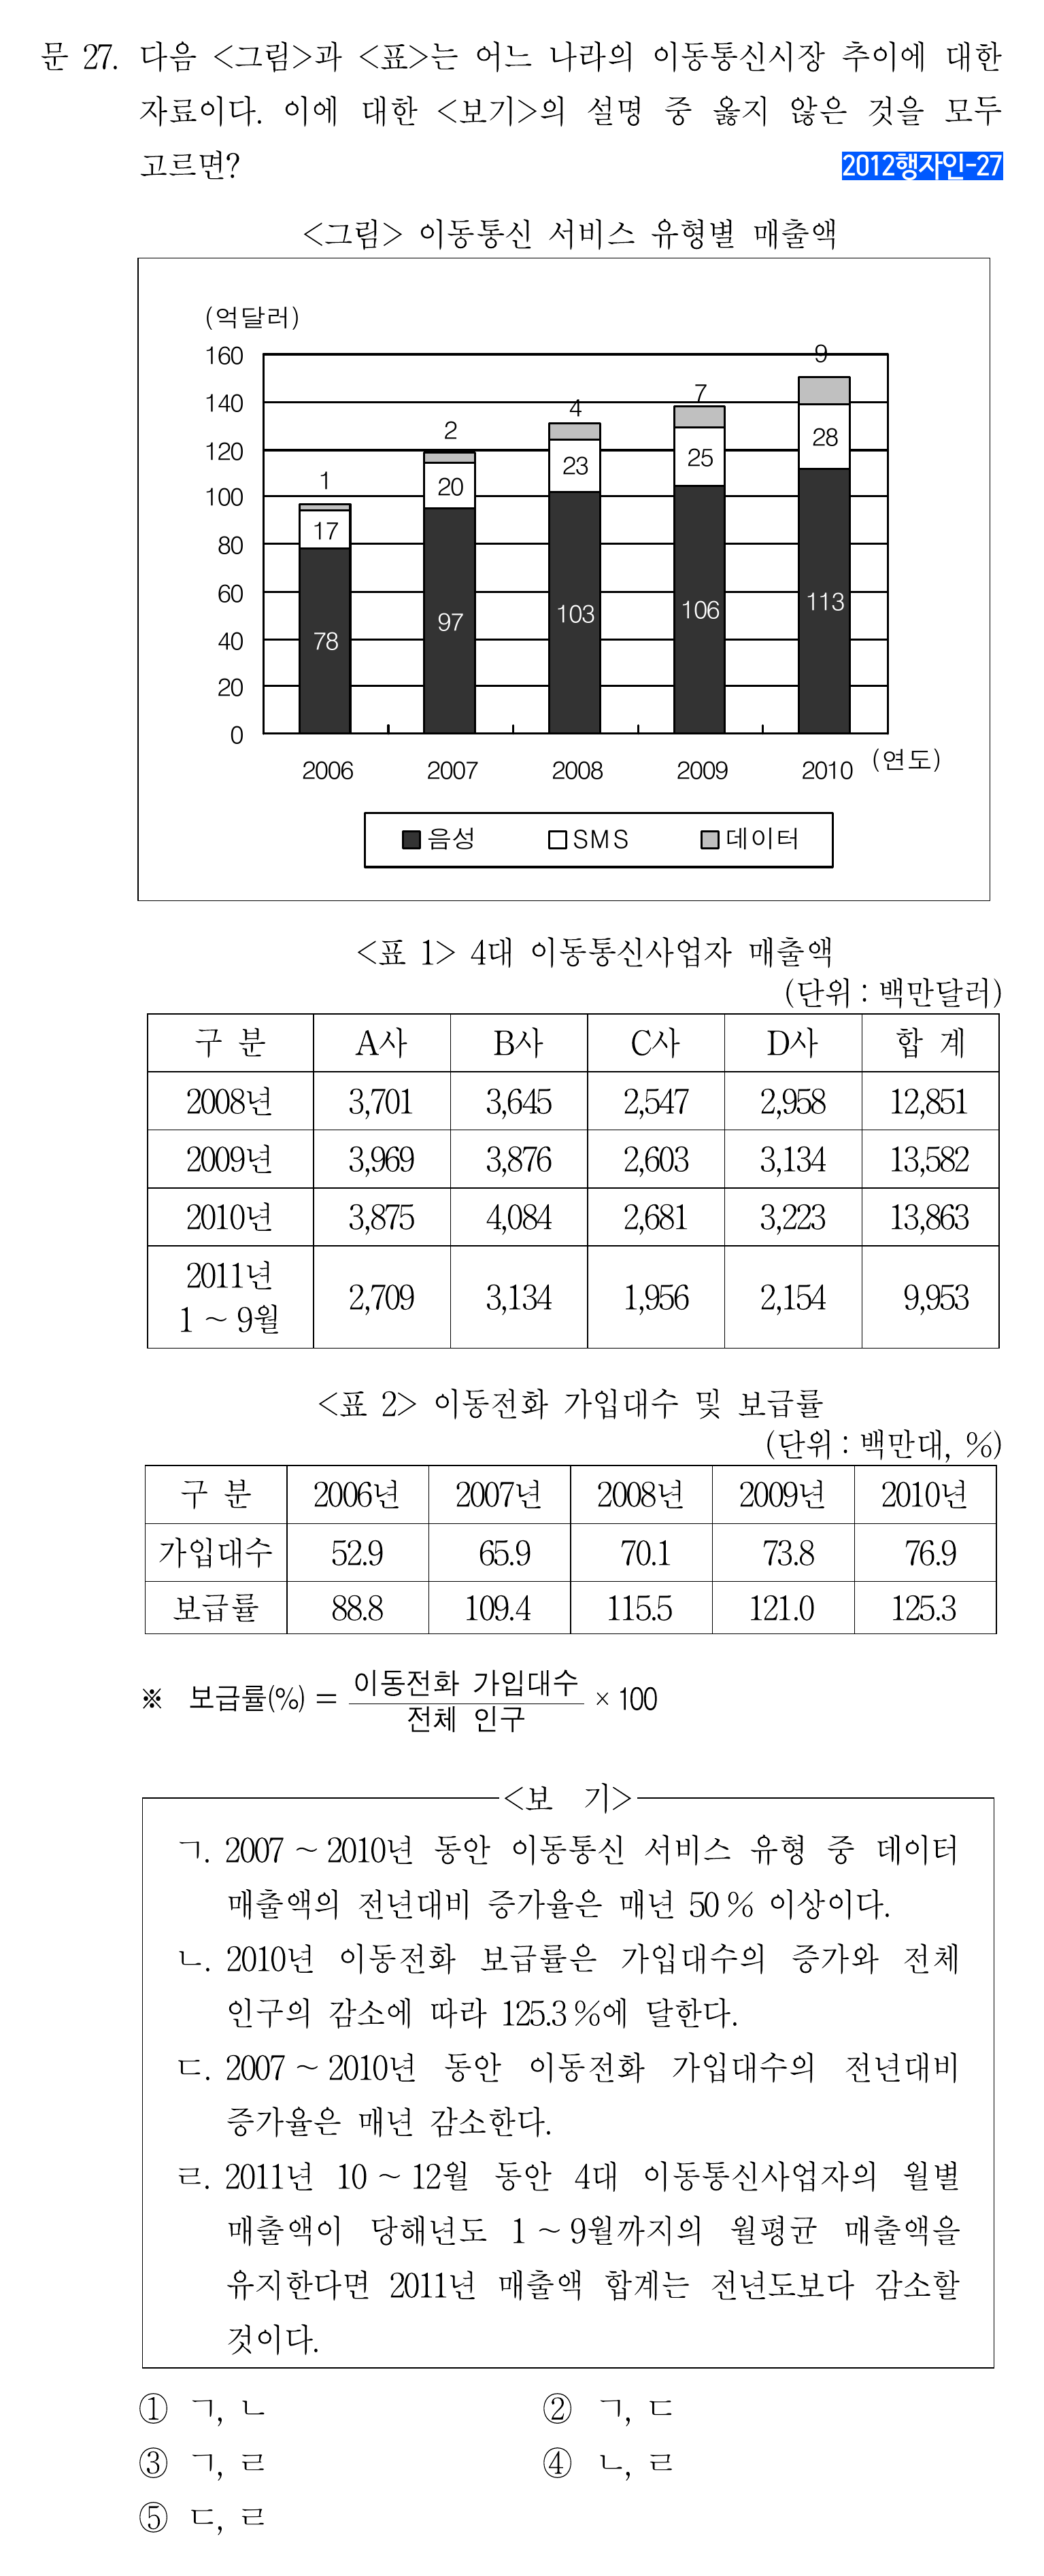 문 27. 다음 <그림>과 <표>는 어느 나라의 이동통신시장 추이에 대한
자료이다. 이에 대한 <보기>의 설명 중 옳지 않은 것을 모두
고르면?
2012행자인-27
<그림> 이동통신 서비스 유형별 매출액
(억달러)
160
140
120
100
80
60
40
20
0
1
17
78
2
20
97
4
23
103
7
25
106
9
28
113
2006 2007 2008 2009 2010 (연도)
음성 SMS 데이터
<표 1> 4대 이동통신사업자 매출액
(단위 : 백만달러)
구 분 A사 B사 C사 D사 합 계
2008년 3,701 3,645 2,547 2,958 12,851
2009년 3,969 3,876 2,603 3,134 13,582
2010년 3,875 4,084 2,681 3,223 13,863
2011년
1 ~ 9월 2,709 3,134 1,956 2,154 9,953
<표 2> 이동전화 가입대수 및 보급률
(단위 : 백만대, %)
구 분 2006년 2007년 2008년 2009년 2010년
가입대수 52.9 65.9 70.1 73.8 76.9
보급률 88.8 109.4 115.5 121.0 125.3
※ 보급률(%) = 이동전화 가입대수 / 전체 인구 × 100
<보 기>
ㄱ. 2007 ~ 2010년 동안 이동통신 서비스 유형 중 데이터
매출액의 전년대비 증가율은 매년 50 % 이상이다.
ㄴ. 2010년 이동전화 보급률은 가입대수의 증가와 전체
인구의 감소에 따라 125.3 %에 달한다.
ㄷ. 2007 ~ 2010년 동안 이동전화 가입대수의 전년대비
증가율은 매년 감소한다.
ㄹ. 2011년 10 ~ 12월 동안 4대 이동통신사업자의 월별
매출액이 당해년도 1 ~ 9월까지의 월평균 매출액을
유지한다면 2011년 매출액 합계는 전년도보다 감소할
것이다.
① ㄱ, ㄴ ② ㄱ, ㄷ
③ ㄱ, ㄹ ④ ㄴ, ㄹ
⑤ ㄷ, ㄹ